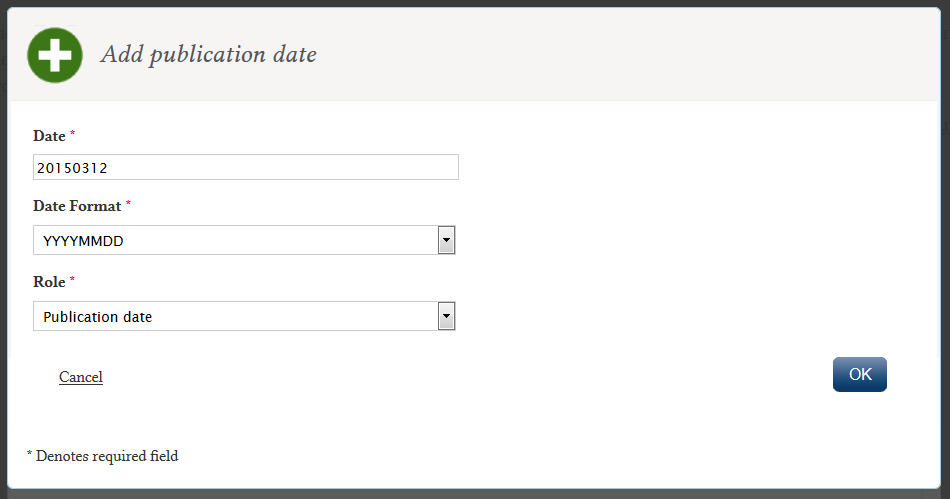 Add publication date
Date *
20150312
Date Format *
YYYYMMDD
Role *
Publication date
Cancel
OK
* Denotes required field